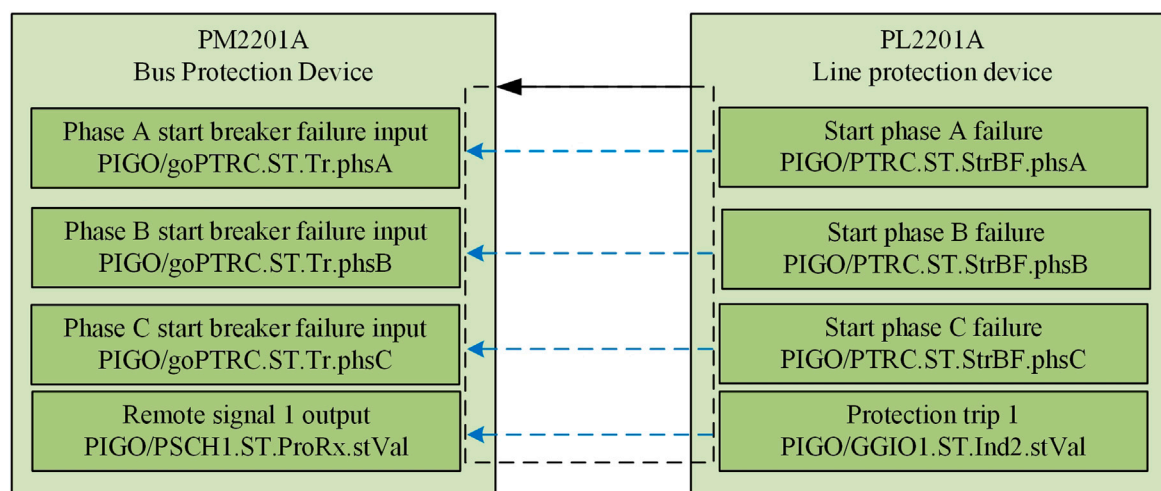 PM2201A
Bus Protection Device
Phase A start breaker failure input
PIGO/goPTRC.ST.Tr.phsA
Phase B start breaker failure input
PIGO/goPTRC.ST.Tr.phsB
Phase C start breaker failure input
PIGO/goPTRC.ST.Tr.phsC
Remote signal 1 output
PIGO/PSCH1.ST.ProRx.stVal
PL2201A
Line protection device
Start phase A failure
PIGO/PTRC.ST.StrBF.phsA
Start phase B failure
PIGO/PTRC.ST.StrBF.phsB
Start phase C failure
PIGO/PTRC.ST.StrBF.phsC
Protection trip 1
PIGO/GGIO1.ST.Ind2.stVal